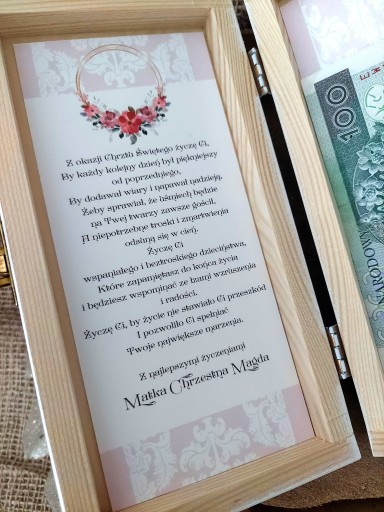 Z okazji Chrztu Świętego życzę Ci,
By każdy kolejny dzień był piękniejszy
od poprzedniego,
By dodawał wiary i napawał nadzieją,
Żeby sprawiał, że uśmiech będzie
na Twej twarzy zawsze gościł,
A niepotrzebne troski i zmartwienia
odsuną się w cień.
Życzę Ci
wspaniałego i beztroskiego dzieciństwa,
Które zapamiętasz do końca życia
i będziesz wspominać ze łzami wzruszenia
i radości.
Życzę Ci, by życie nie stawiało Ci przeszkód
I pozwoliło Ci spełniać
Twoje największe marzenia.
Z najlepszymi życzeniami
Matka Chrzestna Magda
100